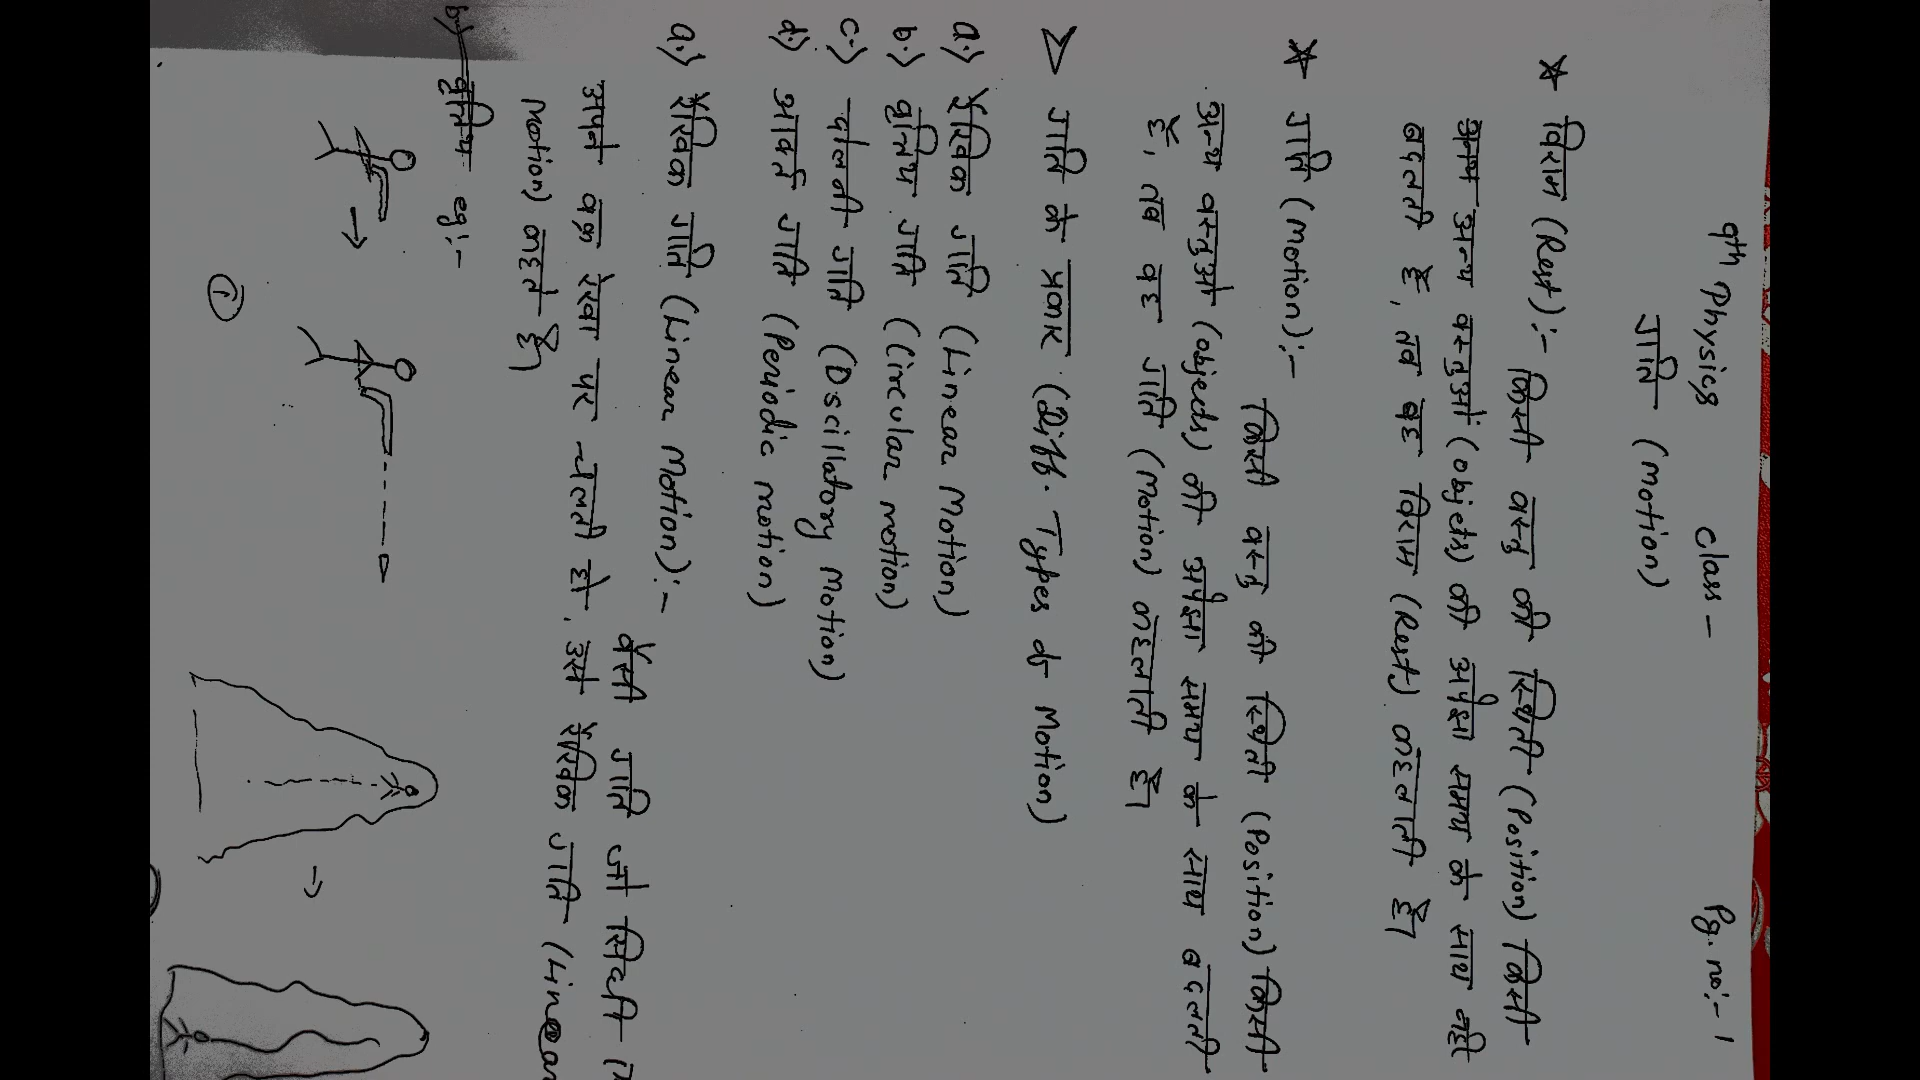 9th Physics class - Pg. no:- 1
गति (motion)
★ विराम (Rest):- किसी वस्तु की स्थिती (Position) किसी
अन्य वस्तुओं (objects) की अपेक्षा समय के साथ नही
बदलती हैं, तब वह विराम (Rest) कहलाती हैं।
★ गति (Motion):-
किसी वस्तु की स्थिती (Position) किसी
अन्य वस्तुओ (objects) की अपेक्षा समय के साथ बदलती
हैं, तब वह गति (Motion) कहलाती हैं।
➢ गति के प्रकार (Diff. Types of Motion)
a.) रैखिक गति (Linear Motion)
b.) वृतिय गति (Circular motion)
c.) दोलनी गति (Oscillatory Motion)
d.) आवर्त गति (Periodic motion)
a.) रैखिक गति (Linear Motion):-
वैसी गति जो किसी
अपने वक्र रेखा पर चलती हो, उसे रैखिक गति (Linear
Motion) कहते हैं।
b) वृतिय eg:-
①